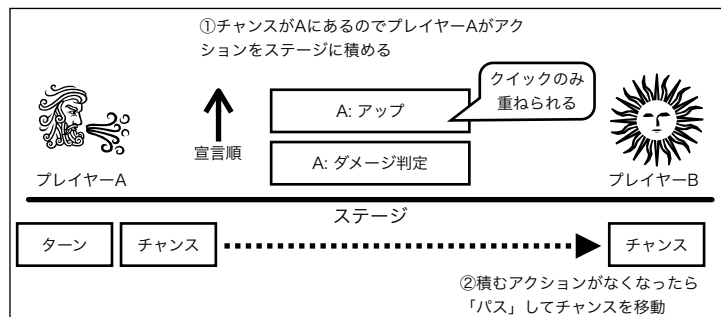 ①チャンスがAにあるのでプレイヤーAがアク
ションをステージに積める
クイックのみ
重ねられる
A: アップ
宣言順
A: ダメージ判定
プレイヤーA
プレイヤーB
ステージ
ターン
チャンス
チャンス
②積むアクションがなくなったら
「パス」してチャンスを移動